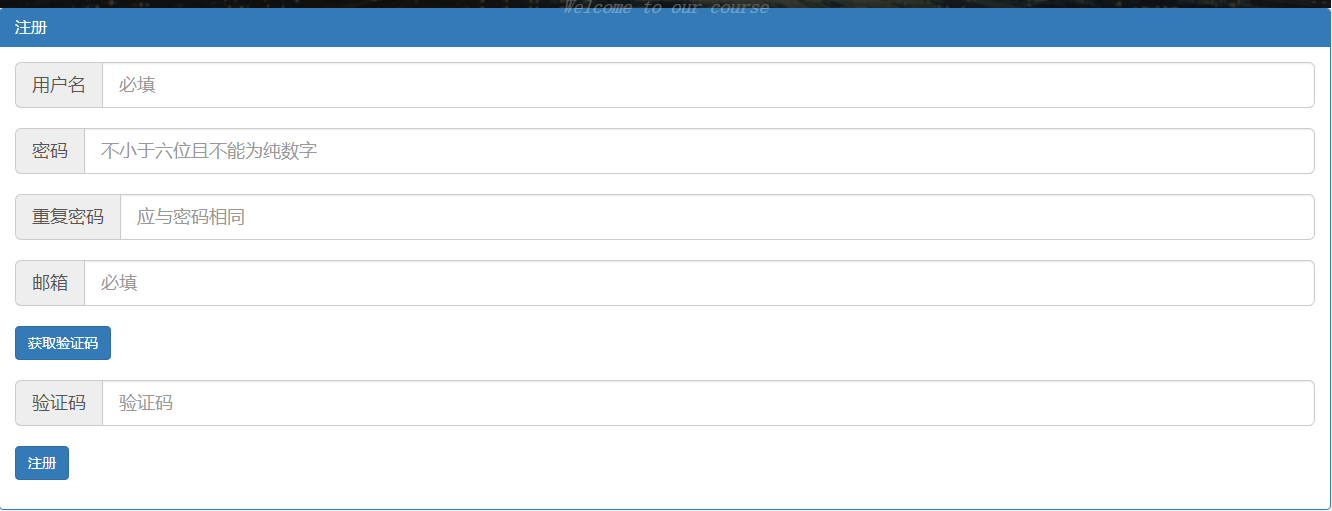 Welcome to our course
注册
用户名 必填
密码 不小于六位且不能为纯数字
重复密码 应与密码相同
邮箱 必填
获取验证码
验证码 验证码
注册